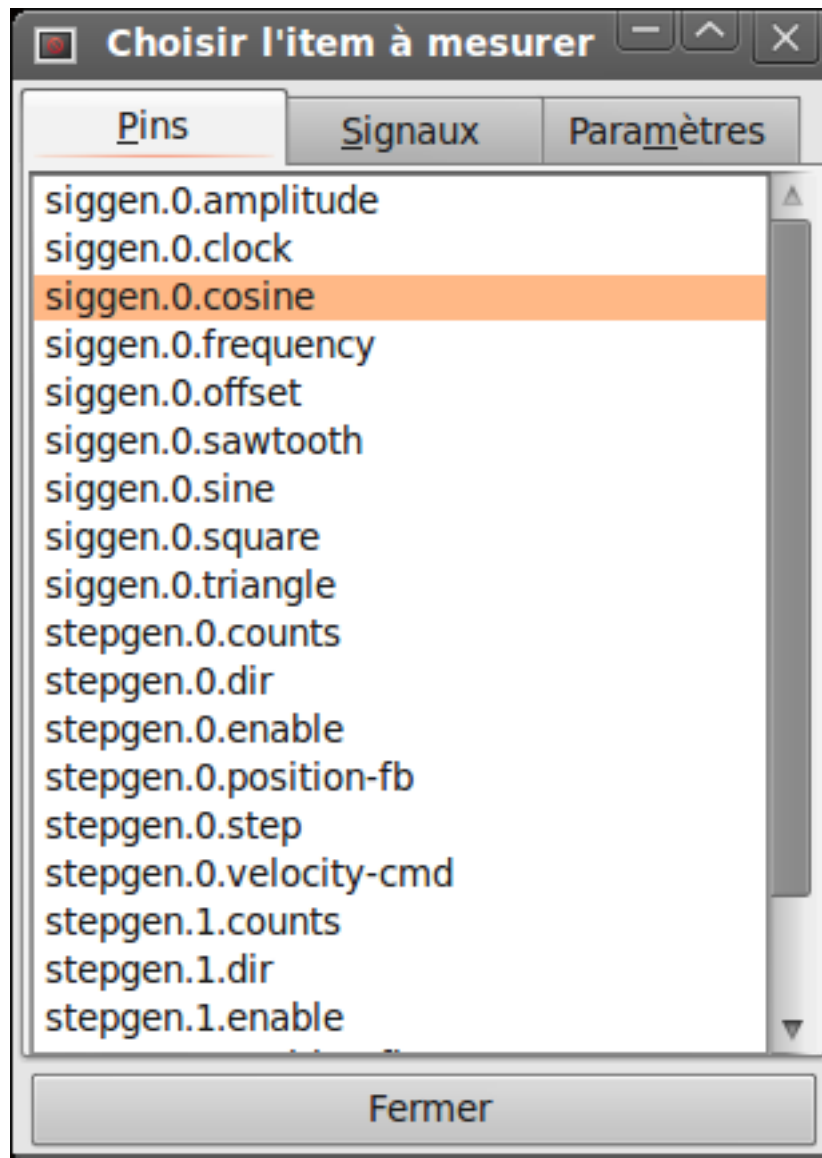 Choisir l'item à mesurer
Pins Signaux Paramètres
siggen.0.amplitude
siggen.0.clock
siggen.0.cosine
siggen.0.frequency
siggen.0.offset
siggen.0.sawtooth
siggen.0.sine
siggen.0.square
siggen.0.triangle
stepgen.0.counts
stepgen.0.dir
stepgen.0.enable
stepgen.0.position-fb
stepgen.0.step
stepgen.0.velocity-cmd
stepgen.1.counts
stepgen.1.dir
stepgen.1.enable
Fermer